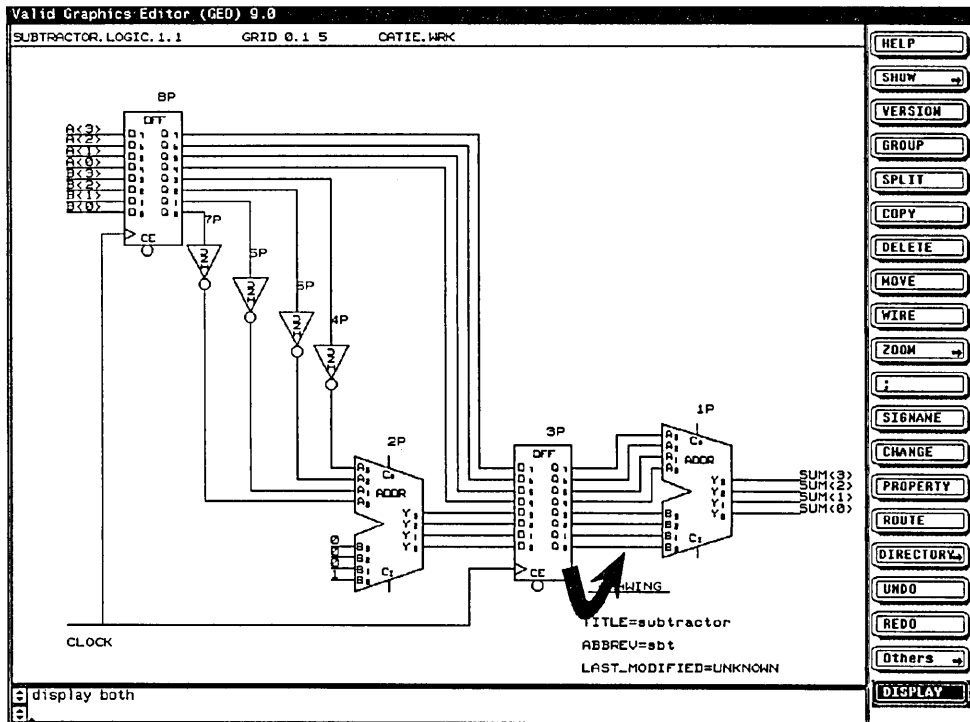 Valid Graphics Editor (GED) 9.0
SUBTRACTOR.LOGIC.1.1 GRID 0.1 5 CATIE.WRK
HELP
SHOW
VERSION
GROUP
SPLIT
COPY
DELETE
MOVE
WIRE
ZOOM
;
SIGNAME
CHANGE
PROPERTY
ROUTE
DIRECTORY
UNDO
REDO
Others
DISPLAY
8P
DFF
A<3>
A<2>
A<1>
A<0>
B<3>
B<2>
B<1>
B<0>
D Q
D Q
D Q
D Q
D Q
D Q
D Q
D Q
CE
7P
5P
4P
2P
C
ADDR
A
A
A
A
Y
Y
Y
Y
0
0
0
1
B
B
B
B
C
3P
DFF
D Q
D Q
D Q
D Q
D Q
D Q
D Q
D Q
CE
1P
C
ADDR
A
A
A
A
B
B
B
B
Y
Y
Y
Y
C
SUM<3>
SUM<2>
SUM<1>
SUM<0>
CLOCK
TITLE=subtractor
ABBREV=sbt
LAST_MODIFIED=UNKNOWN
display both